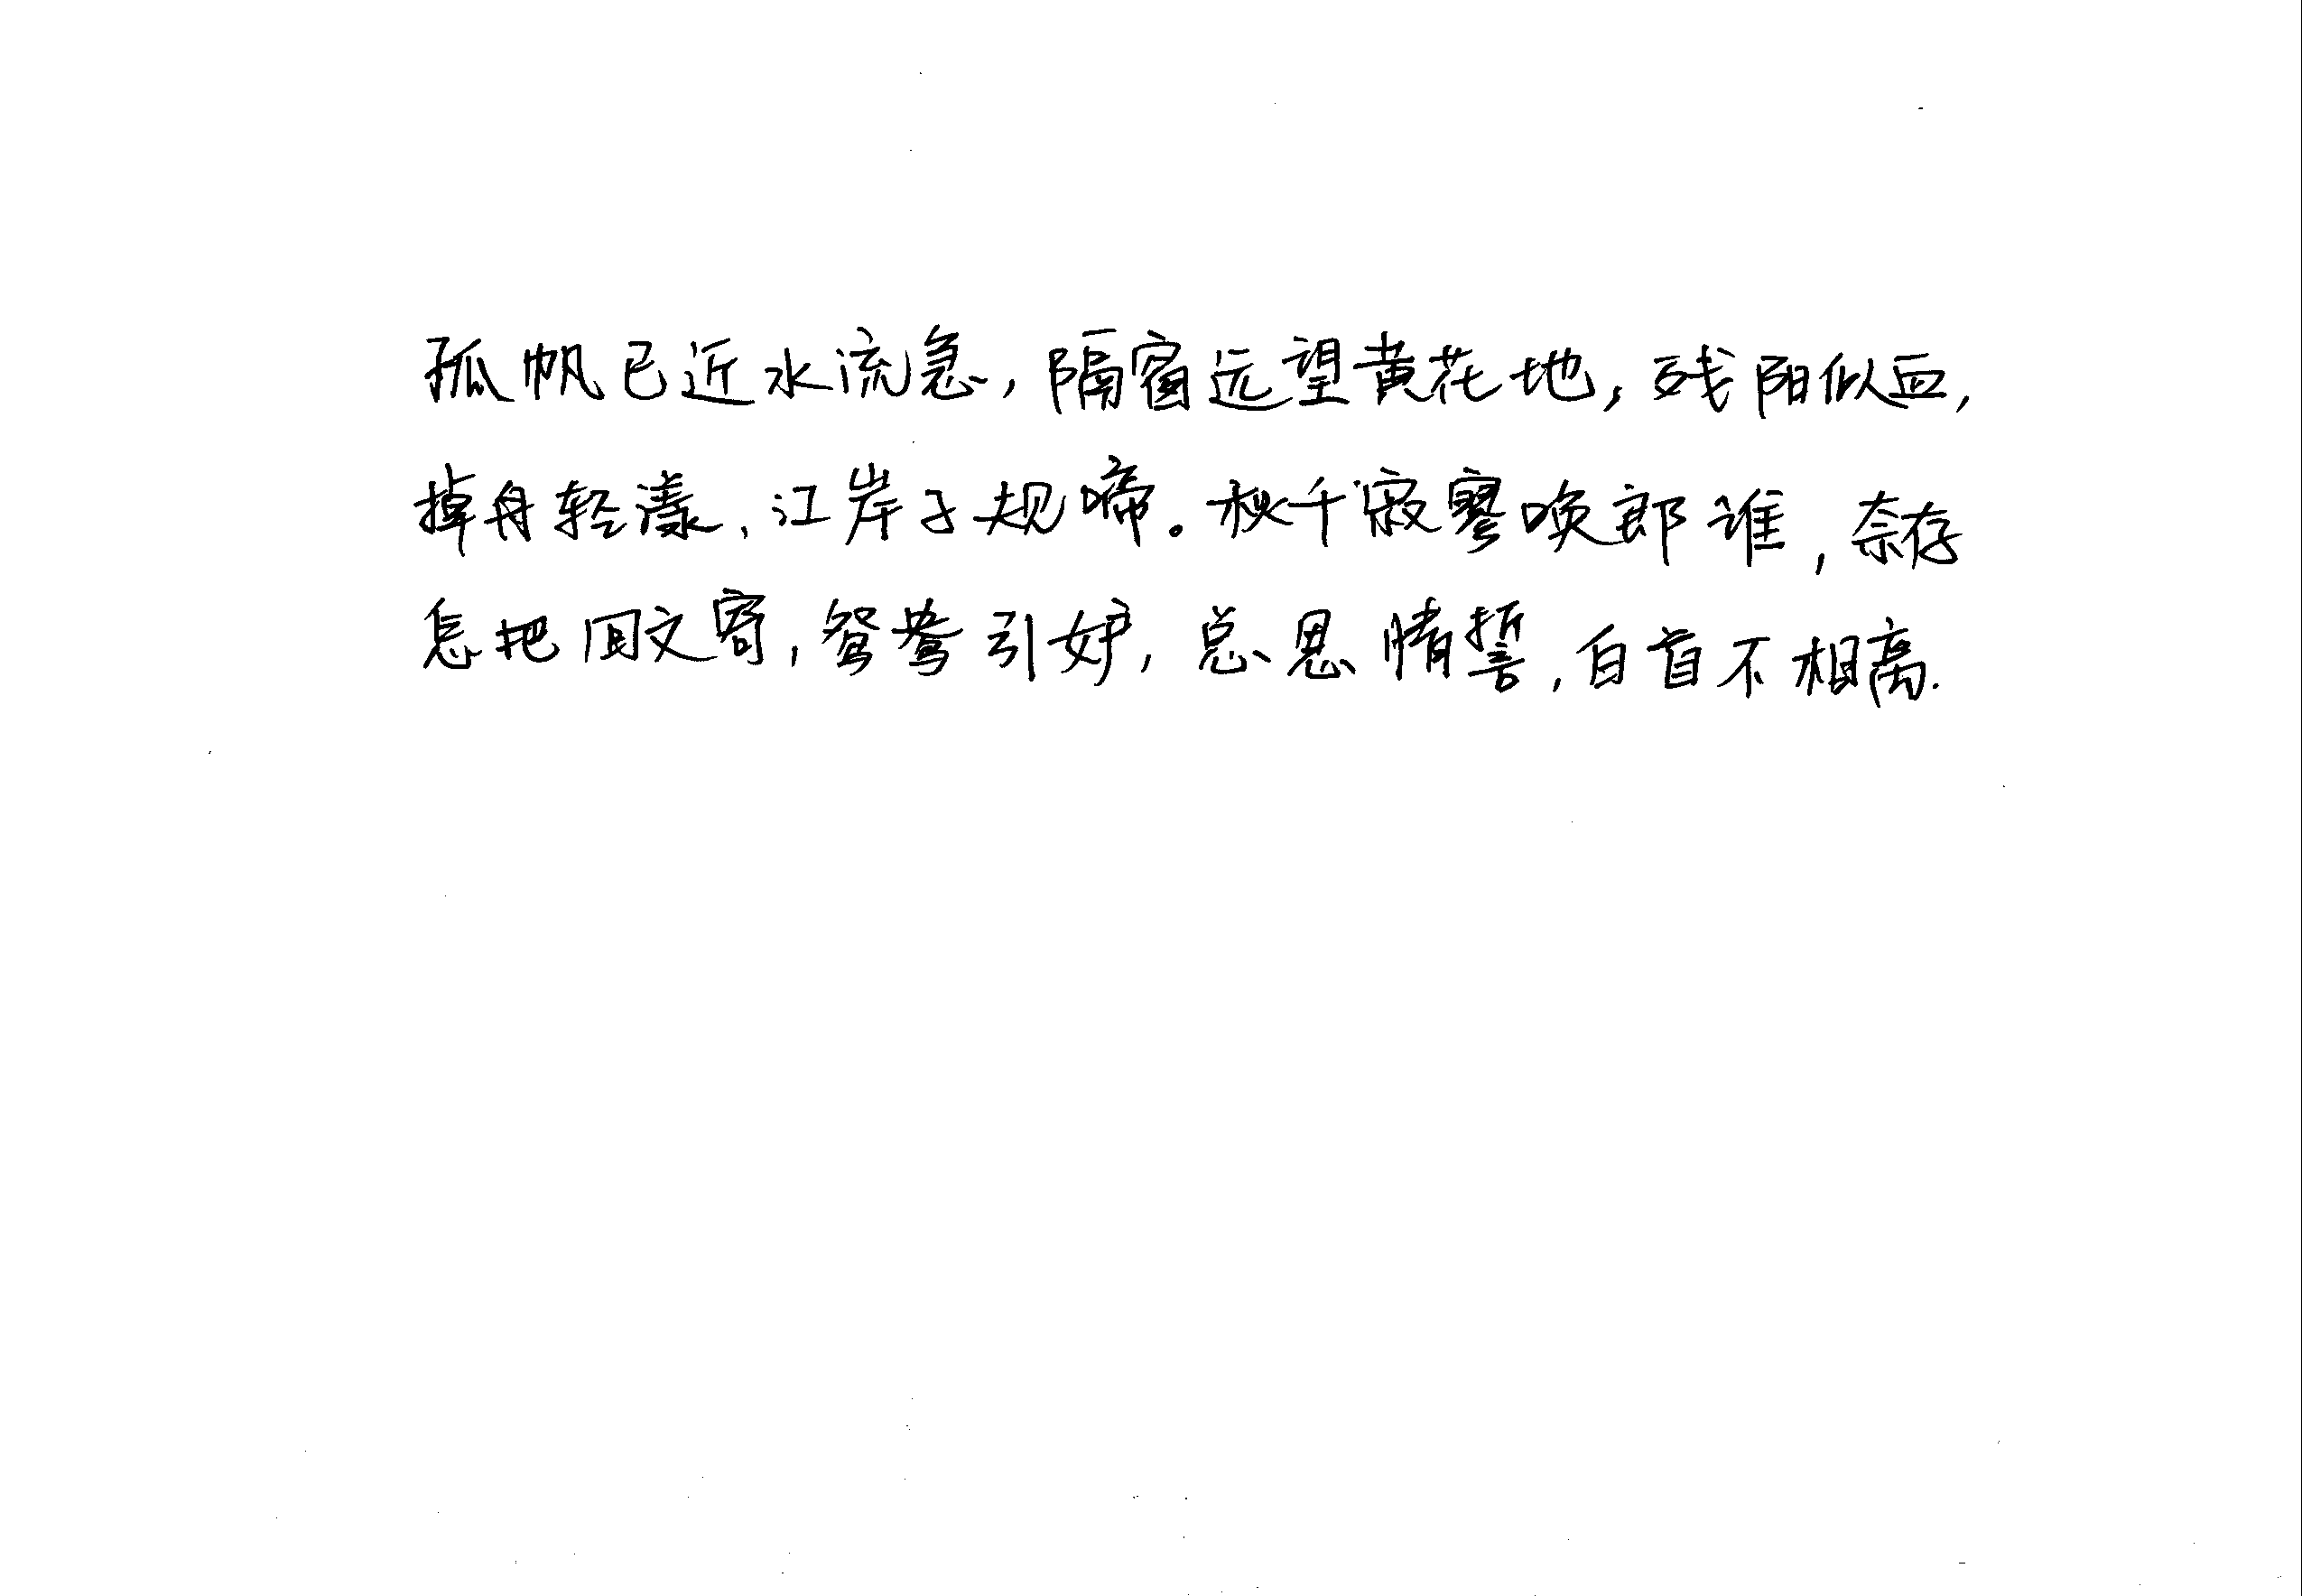 孤帆已近水流急，隔窗远望黄花地，残阳似血，
掉舟轻漾，江岸子规啼。秋千寂寥唤郎谁，奈存
怎把回文寄，鸳鸯引妒，总思情誓，白首不相离.